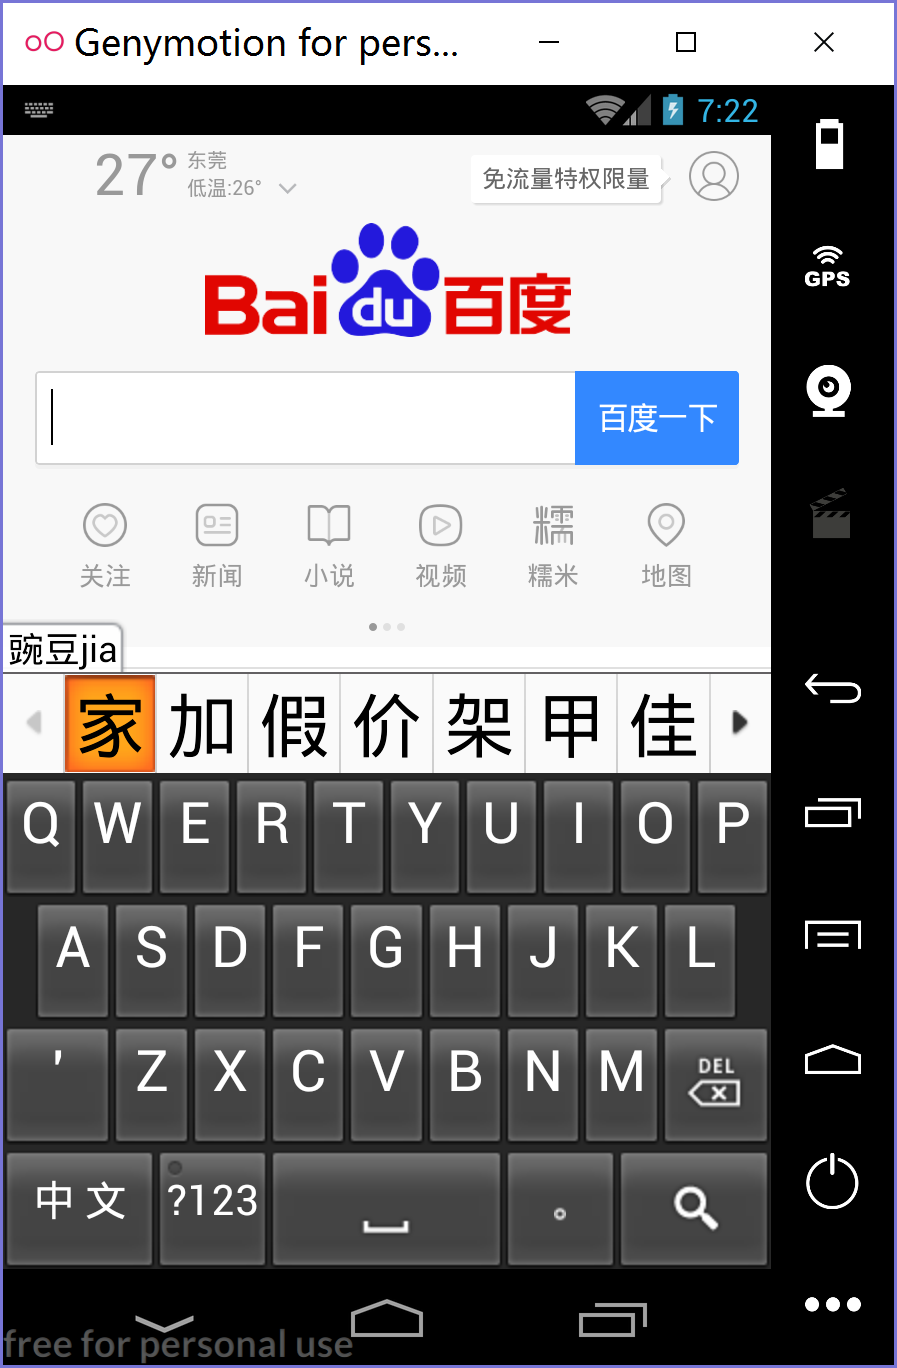 Genymotion for pers...
7:22
27° 东莞
低温:26°
免流量特权限量
GPS
Bai du 百度
百度一下
关注 新闻 小说 视频 糯 糯米 地图
豌豆jia
家 加 假 价 架 甲 佳
Q W E R T Y U I O P
A S D F G H J K L
' Z X C V B N M DEL
中文 ?123 。
free for personal use